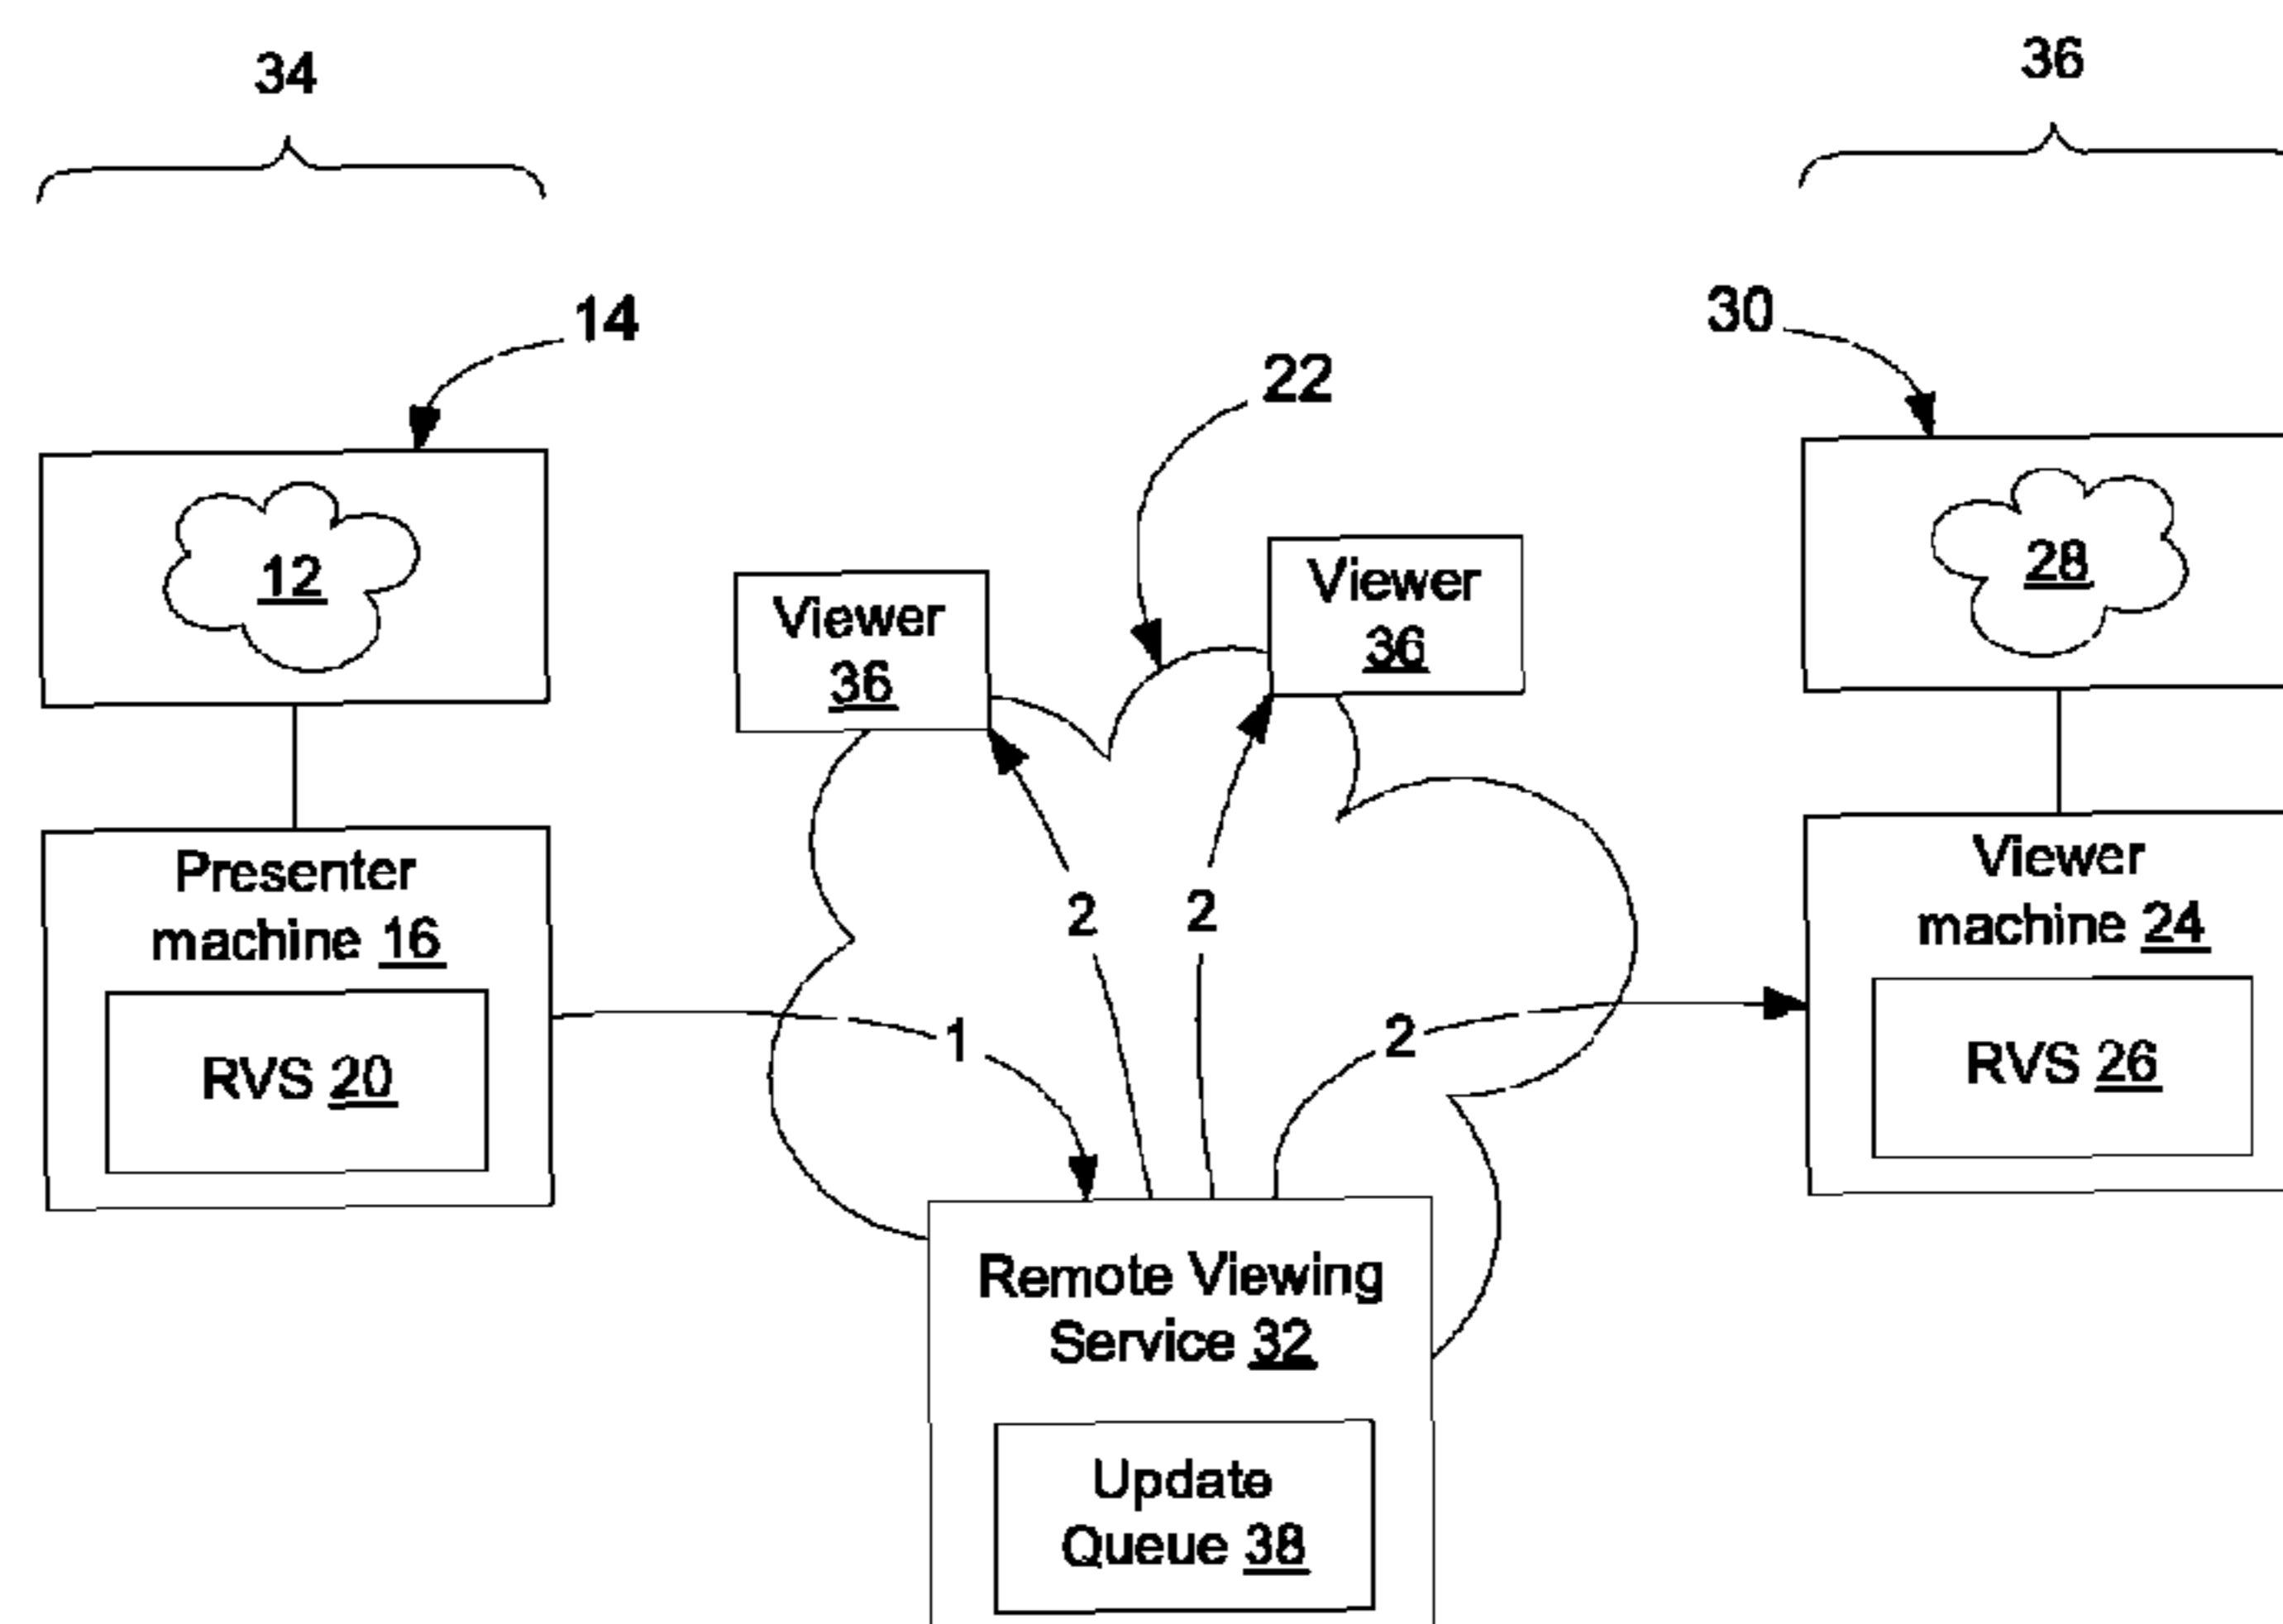 34
36
14
30
22
12
28
Viewer
36
Viewer
36
Presenter
machine 16
RVS 20
Viewer
machine 24
RVS 26
2
2
1
2
Remote Viewing
Service 32
Update
Queue 38